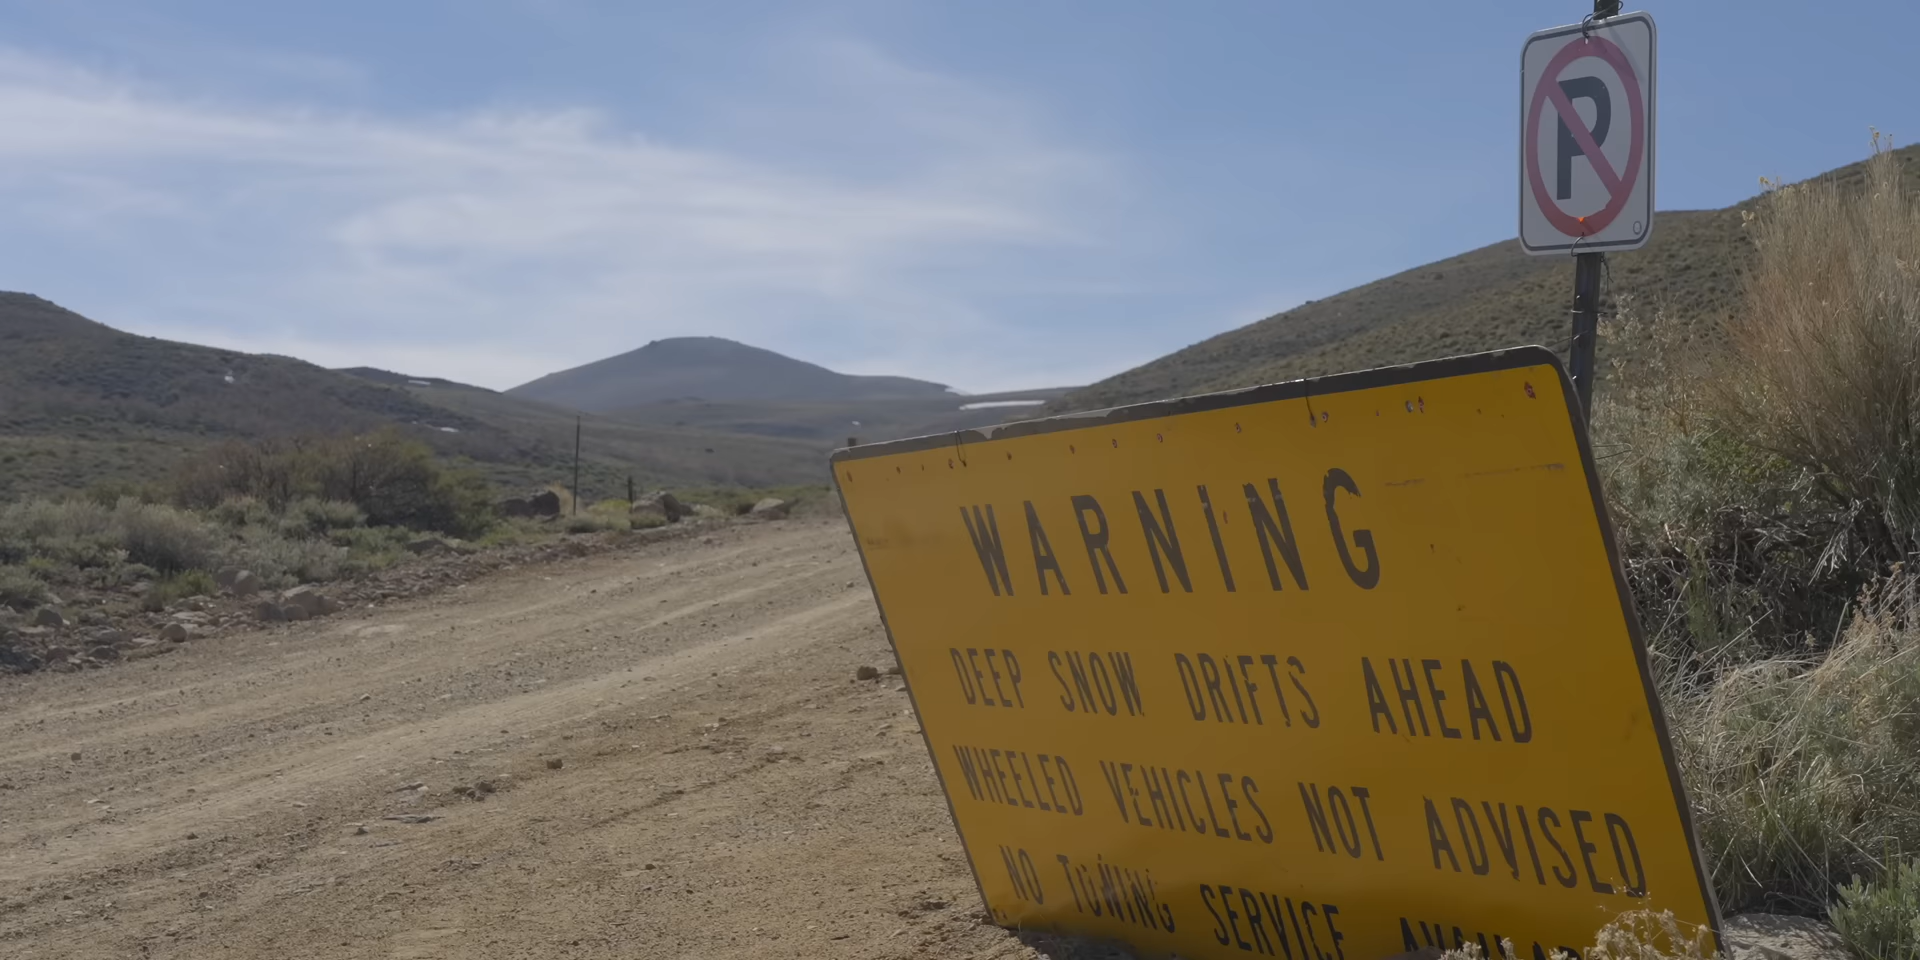 P
WARNING
DEEP SNOW DRIFTS AHEAD
WHEELED VEHICLES NOT ADVISED
NO TOWING SERVICE